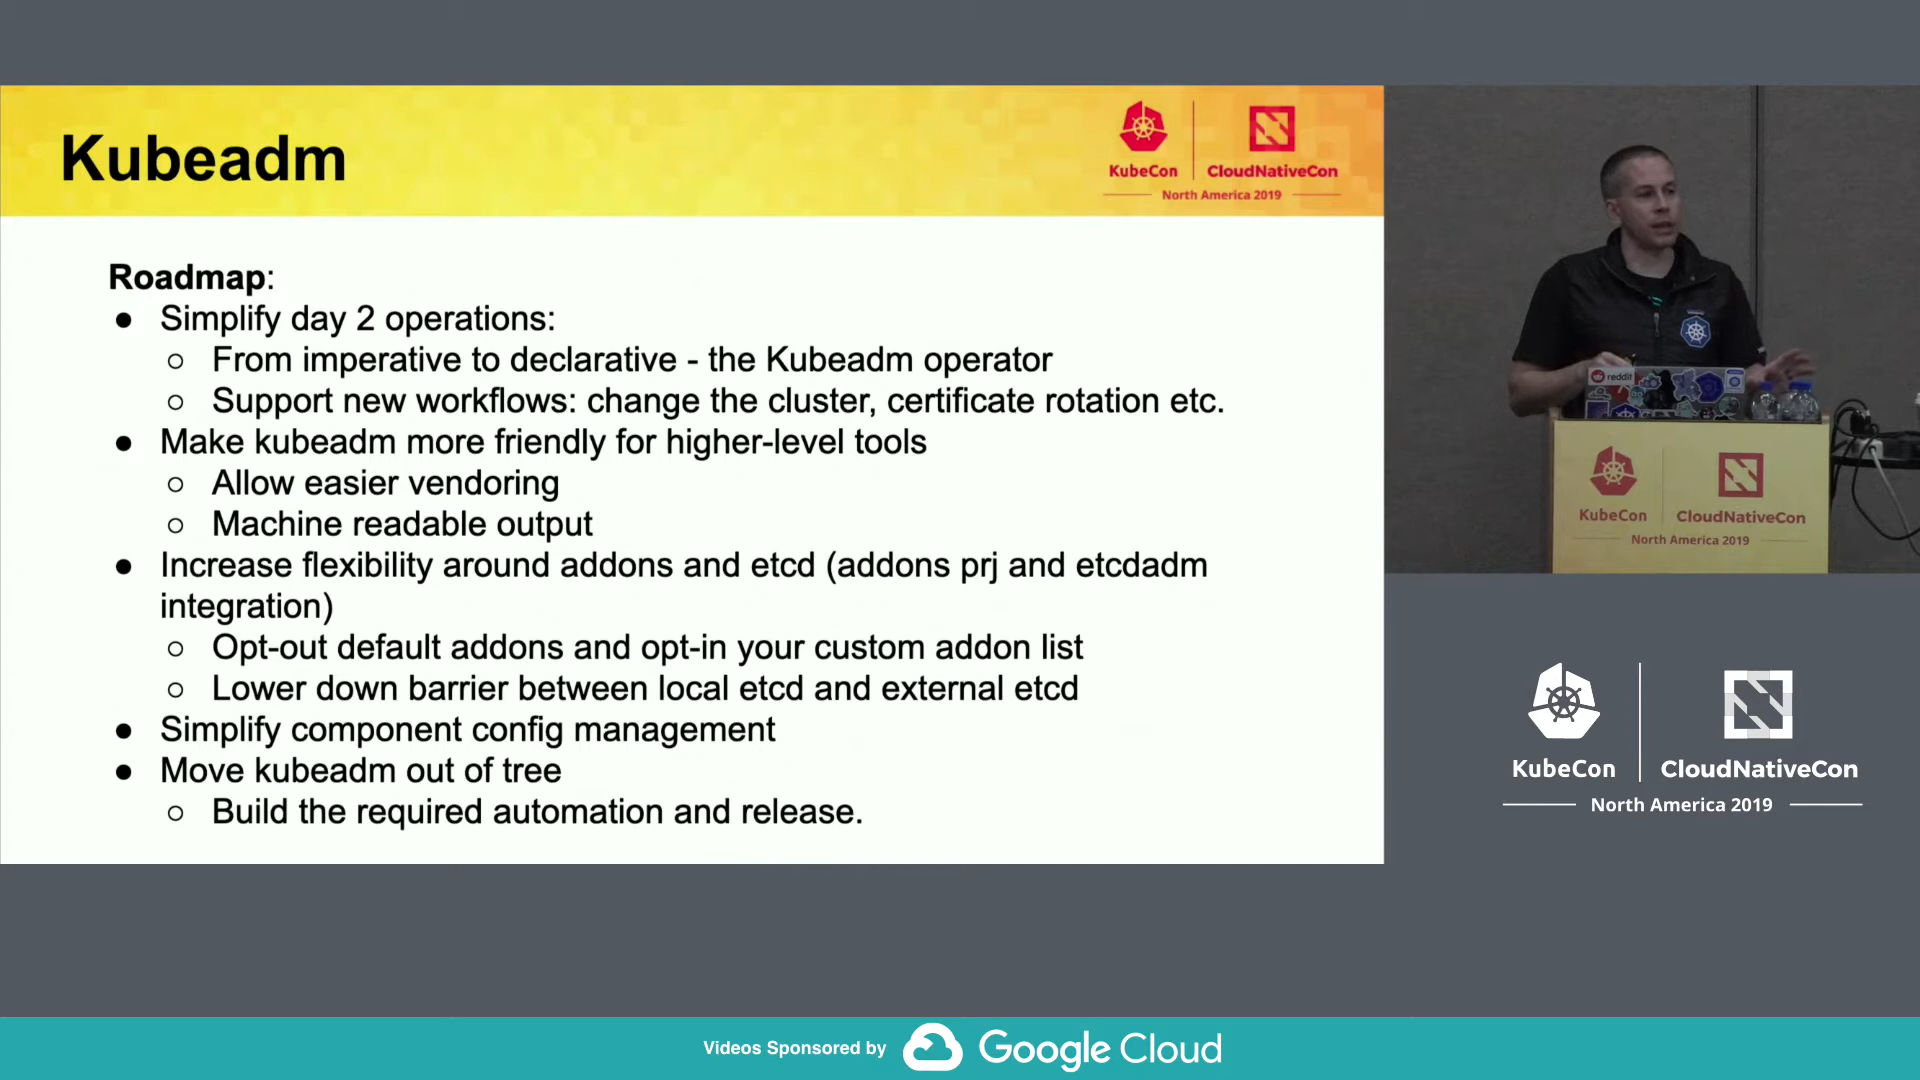 Kubeadm
KubeCon
CloudNativeCon
North America 2019
Roadmap:
● Simplify day 2 operations:
○ From imperative to declarative - the Kubeadm operator
○ Support new workflows: change the cluster, certificate rotation etc.
● Make kubeadm more friendly for higher-level tools
○ Allow easier vendoring
○ Machine readable output
● Increase flexibility around addons and etcd (addons prj and etcdadm
integration)
○ Opt-out default addons and opt-in your custom addon list
○ Lower down barrier between local etcd and external etcd
● Simplify component config management
● Move kubeadm out of tree
○ Build the required automation and release.
reddit
KubeCon
CloudNativeCon
North America 2019
KubeCon
CloudNativeCon
North America 2019
Videos Sponsored by
Google Cloud